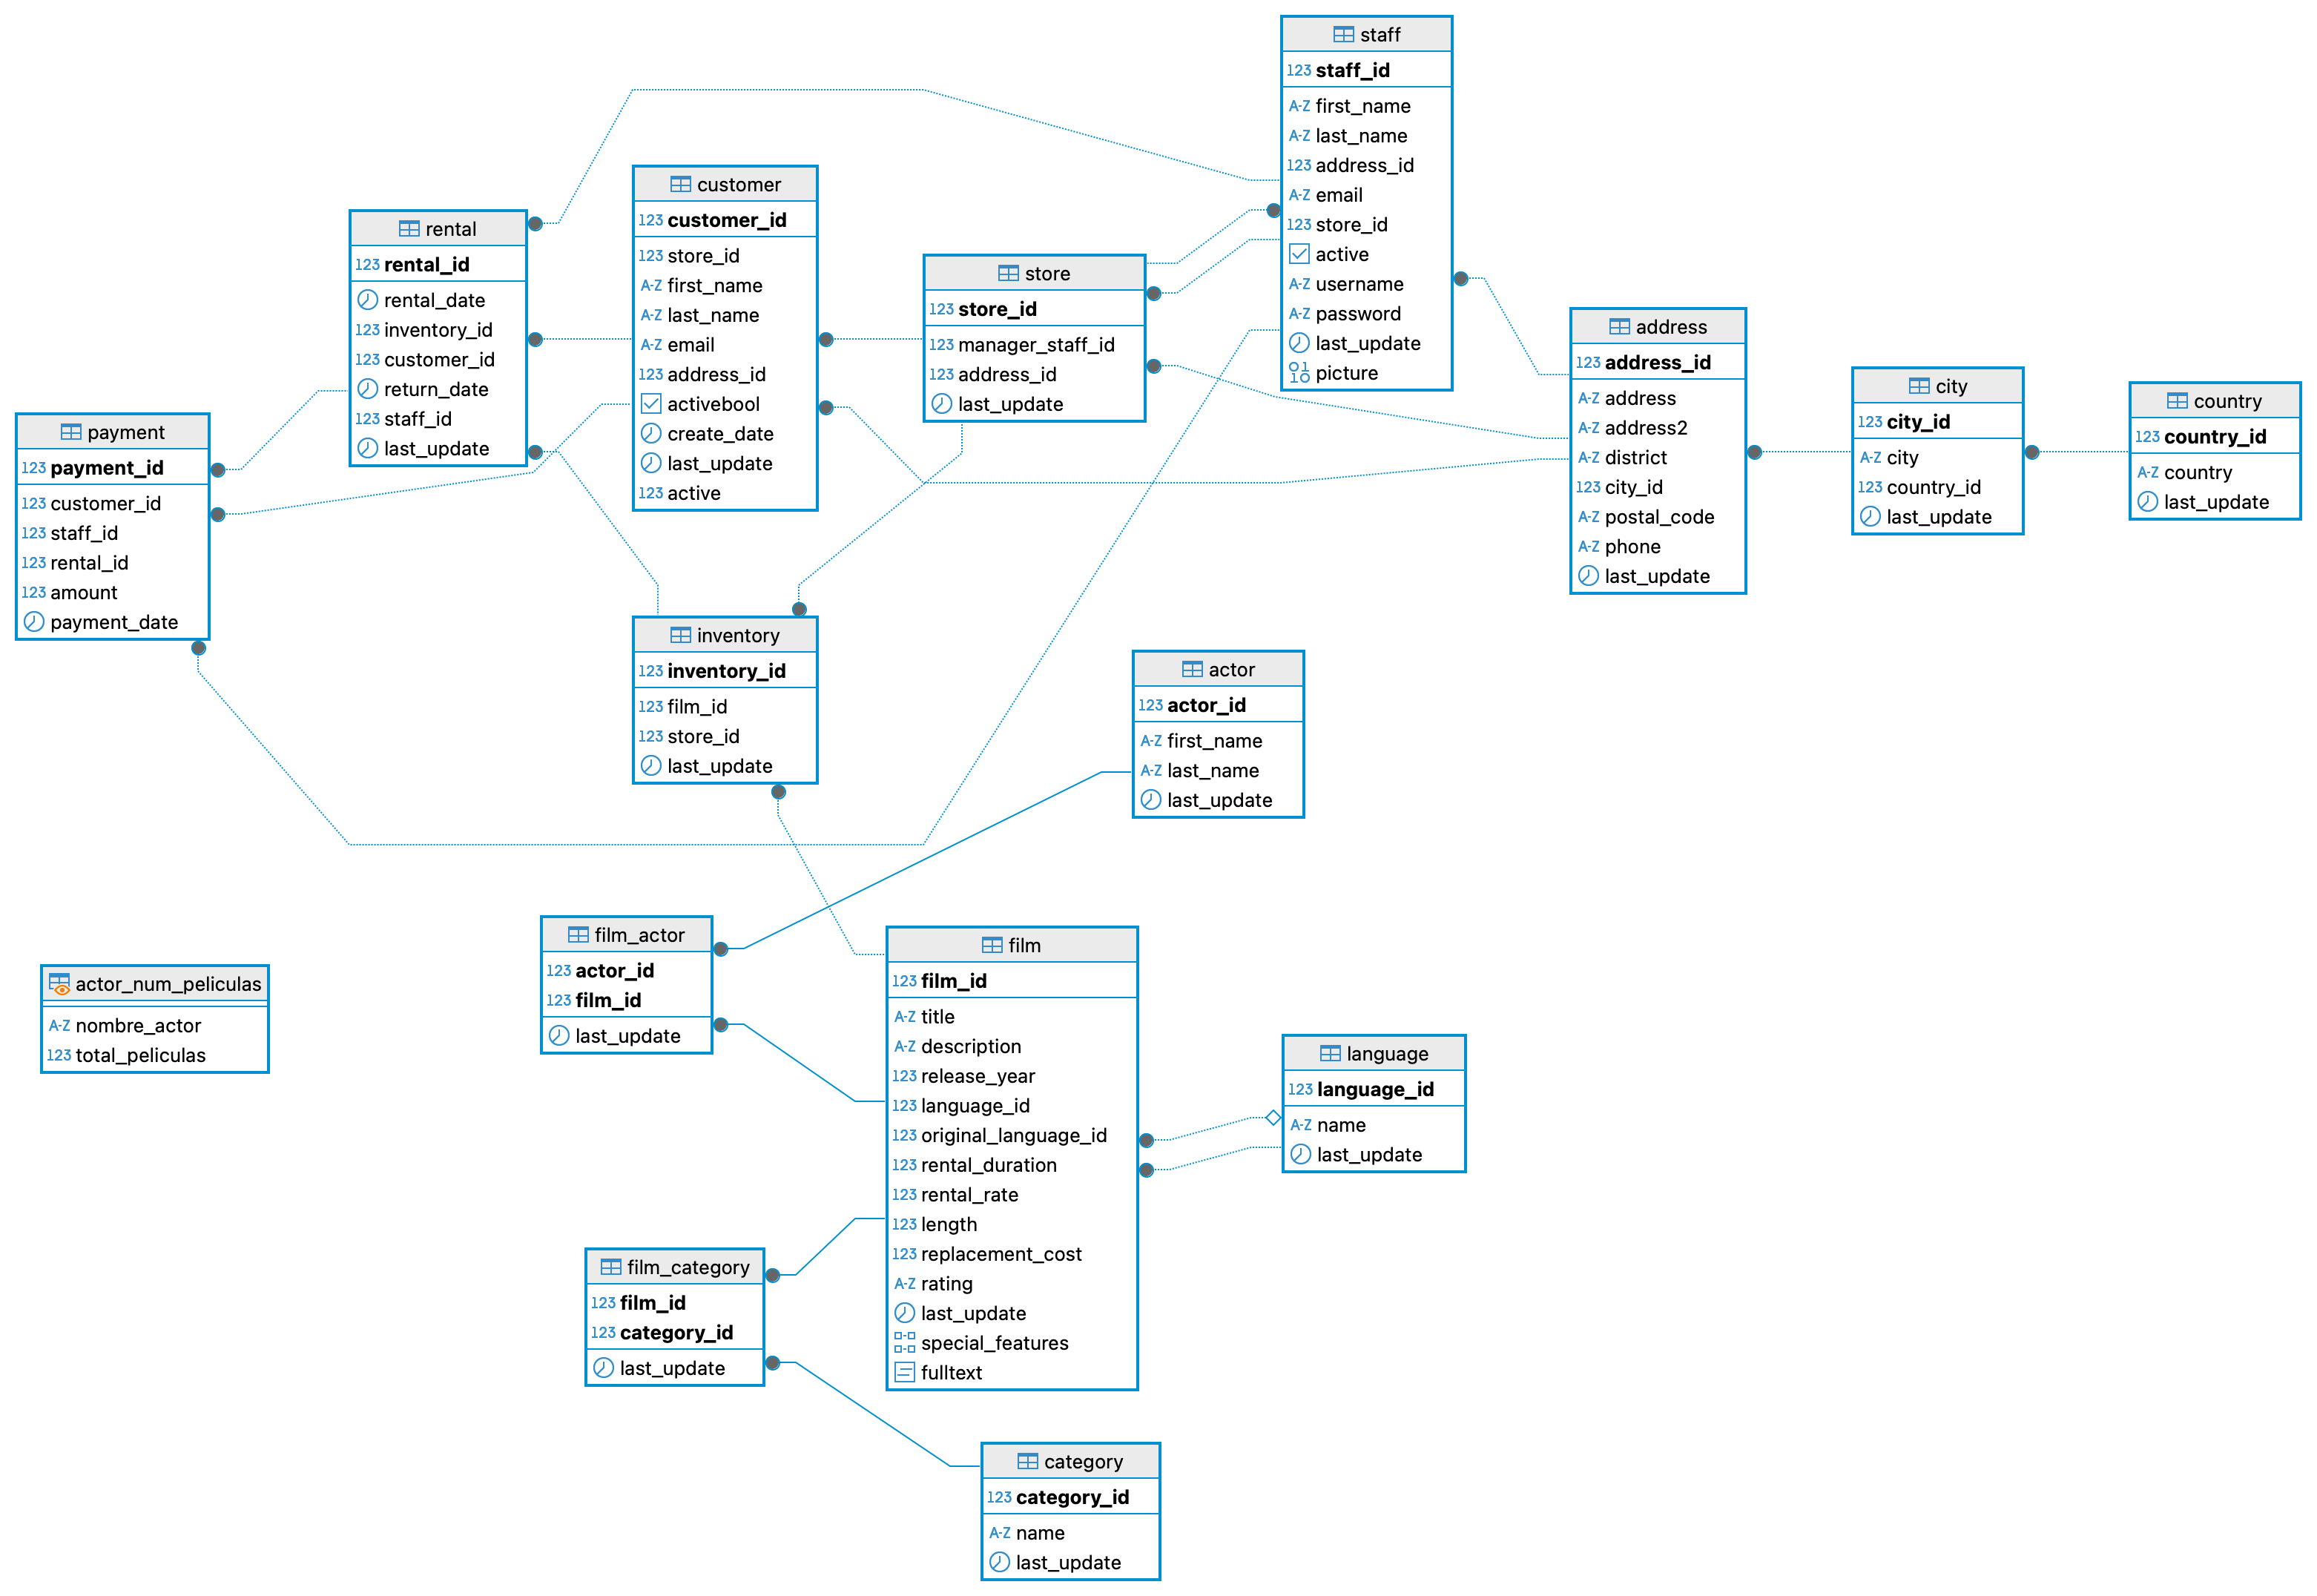 staff
123 staff_id
A-Z first_name
A-Z last_name
123 address_id
A-Z email
123 store_id
active
A-Z username
A-Z password
last_update
picture
customer
123 customer_id
123 store_id
A-Z first_name
A-Z last_name
A-Z email
123 address_id
activebool
create_date
last_update
123 active
rental
123 rental_id
rental_date
123 inventory_id
123 customer_id
return_date
123 staff_id
last_update
store
123 store_id
123 manager_staff_id
123 address_id
last_update
address
123 address_id
A-Z address
A-Z address2
A-Z district
123 city_id
A-Z postal_code
A-Z phone
last_update
city
123 city_id
A-Z city
123 country_id
last_update
country
123 country_id
A-Z country
last_update
payment
123 payment_id
123 customer_id
123 staff_id
123 rental_id
123 amount
payment_date
inventory
123 inventory_id
123 film_id
123 store_id
last_update
actor
123 actor_id
A-Z first_name
A-Z last_name
last_update
film_actor
123 actor_id
123 film_id
last_update
film
123 film_id
A-Z title
A-Z description
123 release_year
123 language_id
123 original_language_id
123 rental_duration
123 rental_rate
123 length
123 replacement_cost
A-Z rating
last_update
special_features
fulltext
actor_num_peliculas
A-Z nombre_actor
123 total_peliculas
language
123 language_id
A-Z name
last_update
film_category
123 film_id
123 category_id
last_update
category
123 category_id
A-Z name
last_update